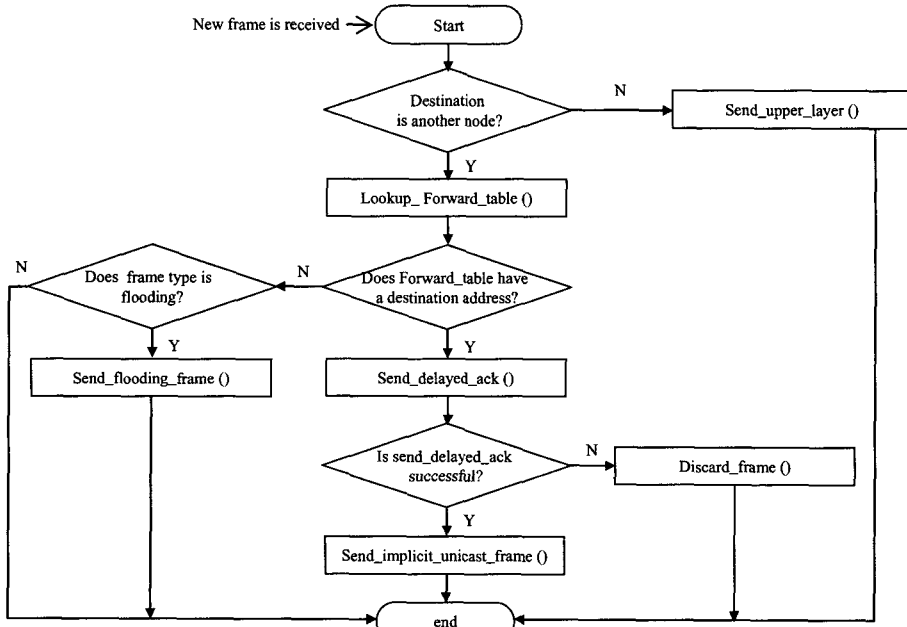 New frame is received
Start
Destination
is another node?
N
Send_upper_layer ()
Y
Lookup_ Forward_table ()
N
Does frame type is
flooding?
N
Does Forward_table have
a destination address?
Y
Send_flooding_frame ()
Y
Send_delayed_ack ()
Is send_delayed_ack
successful?
N
Discard_frame ()
Y
Send_implicit_unicast_frame ()
end